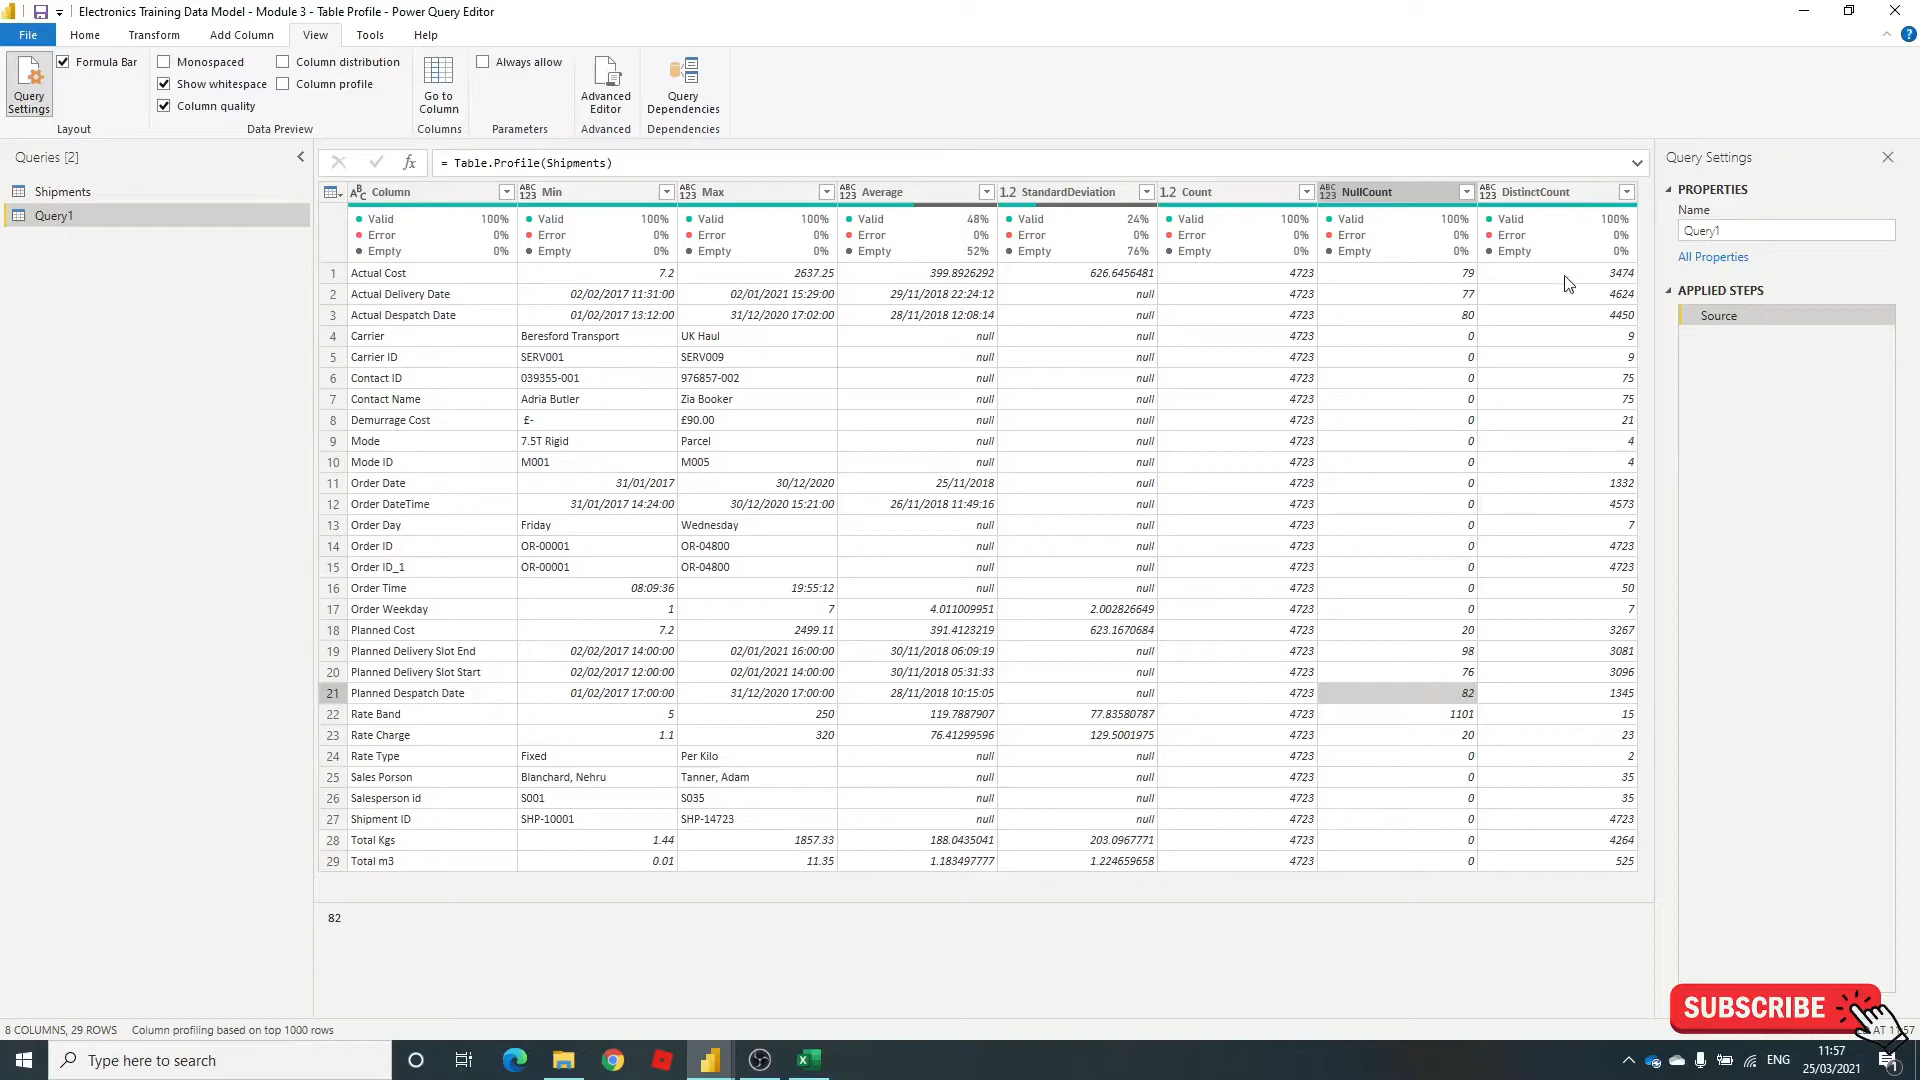 Electronics Training Data Model - Module 3 - Table Profile - Power Query Editor
File Home Transform Add Column View Tools Help
Query Settings
Formula Bar
Monospaced
Show whitespace
Column quality
Column distribution
Column profile
Go to Column
Always allow
Advanced Editor
Query Dependencies
Layout Data Preview Columns Parameters Advanced Dependencies
Queries [2]
Shipments
Query1
fx = Table.Profile(Shipments)
Column Min Max Average StandardDeviation Count NullCount DistinctCount
Valid 100% Valid 100% Valid 100% Valid 48% Valid 24% Valid 100% Valid 100% Valid 100%
Error 0% Error 0% Error 0% Error 0% Error 0% Error 0% Error 0% Error 0%
Empty 0% Empty 0% Empty 0% Empty 52% Empty 76% Empty 0% Empty 0% Empty 0%
1 Actual Cost 7.2 2637.25 399.8926292 626.6456481 4723 79 3474
2 Actual Delivery Date 02/02/2017 11:31:00 02/01/2021 15:29:00 29/11/2018 22:24:12 null 4723 77 4624
3 Actual Despatch Date 01/02/2017 13:12:00 31/12/2020 17:02:00 28/11/2018 12:08:14 null 4723 80 4450
4 Carrier Beresford Transport UK Haul null null 4723 0 9
5 Carrier ID SERV001 SERV009 null null 4723 0 9
6 Contact ID 039355-001 976857-002 null null 4723 0 75
7 Contact Name Adria Butler Zia Booker null null 4723 0 75
8 Demurrage Cost £- £90.00 null null 4723 0 21
9 Mode 7.5T Rigid Parcel null null 4723 0 4
10 Mode ID M001 M005 null null 4723 0 4
11 Order Date 31/01/2017 30/12/2020 25/11/2018 null 4723 0 1332
12 Order DateTime 31/01/2017 14:24:00 30/12/2020 15:21:00 26/11/2018 11:49:16 null 4723 0 4573
13 Order Day Friday Wednesday null null 4723 0 7
14 Order ID OR-00001 OR-04800 null null 4723 0 4723
15 Order ID_1 OR-00001 OR-04800 null null 4723 0 4723
16 Order Time 08:09:36 19:55:12 null null 4723 0 50
17 Order Weekday 1 7 4.011009951 2.002826649 4723 0 7
18 Planned Cost 7.2 2499.11 391.4123219 623.1670684 4723 20 3267
19 Planned Delivery Slot End 02/02/2017 14:00:00 02/01/2021 16:00:00 30/11/2018 06:09:19 null 4723 98 3081
20 Planned Delivery Slot Start 02/02/2017 12:00:00 02/01/2021 14:00:00 30/11/2018 05:31:33 null 4723 76 3096
21 Planned Despatch Date 01/02/2017 17:00:00 31/12/2020 17:00:00 28/11/2018 10:15:05 null 4723 82 1345
22 Rate Band 5 250 119.7887907 77.83580787 4723 1101 15
23 Rate Charge 1.1 320 76.41299596 129.5001975 4723 20 23
24 Rate Type Fixed Per Kilo null null 4723 0 2
25 Sales Porson Blanchard, Nehru Tanner, Adam null null 4723 0 35
26 Salesperson id S001 S035 null null 4723 0 35
27 Shipment ID SHP-10001 SHP-14723 null null 4723 0 4723
28 Total Kgs 1.44 1857.33 188.0435041 203.0967771 4723 0 4264
29 Total m3 0.01 11.35 1.183497777 1.224659658 4723 0 525
82
Query Settings
PROPERTIES
Name
Query1
All Properties
APPLIED STEPS
Source
SUBSCRIBE
8 COLUMNS, 29 ROWS Column profiling based on top 1000 rows
Type here to search
ENG
11:57
25/03/2021